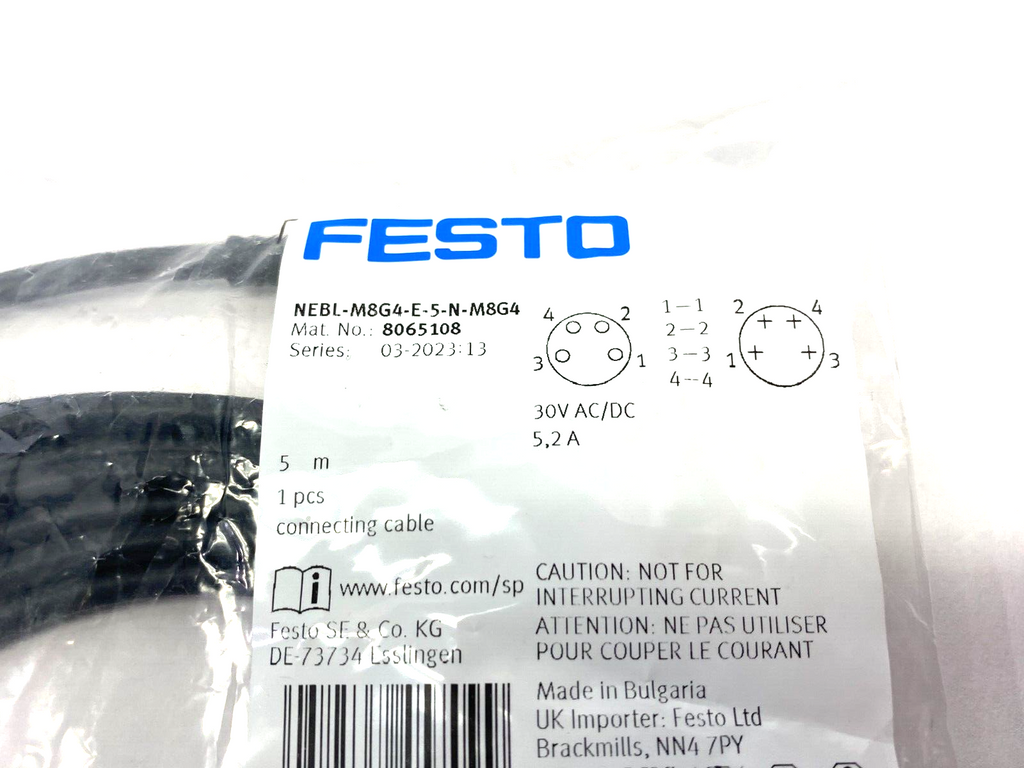 FESTO
NEBL-M8G4-E-5-N-M8G4
Mat. No.: 8065108
Series: 03-2023:13
4 2 1-1 2 4
2-2
3 1 3-3 1 3
4--4
30V AC/DC
5,2 A
5 m
1 pcs
connecting cable
i www.festo.com/sp
Festo SE & Co. KG
DE-73734 Esslingen
CAUTION: NOT FOR
INTERRUPTING CURRENT
ATTENTION: NE PAS UTILISER
POUR COUPER LE COURANT
Made in Bulgaria
UK Importer: Festo Ltd
Brackmills, NN4 7PY